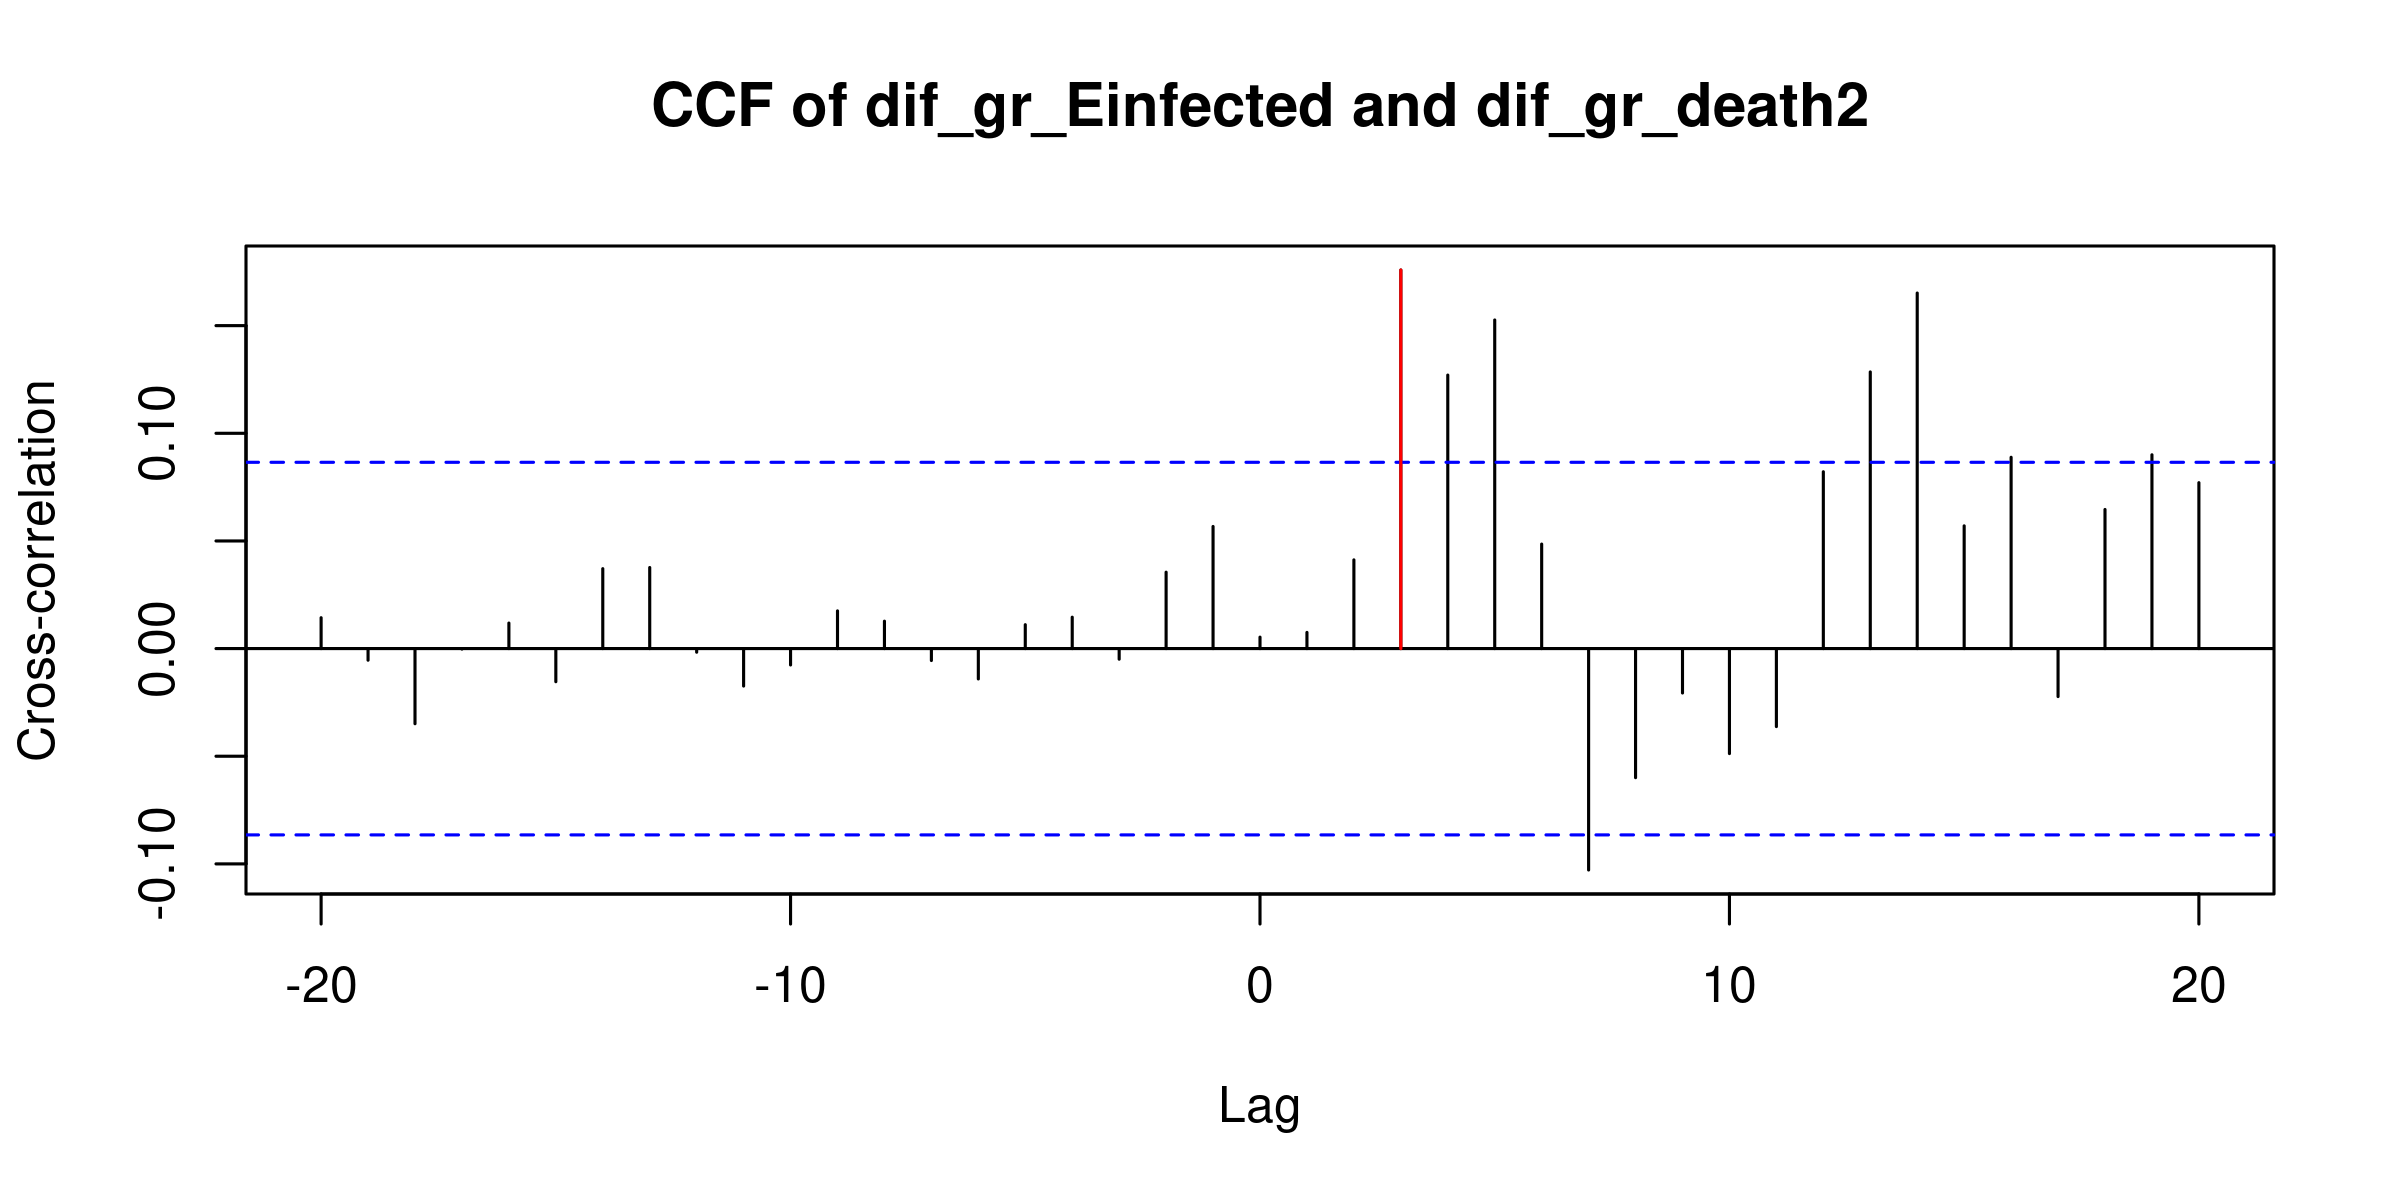 CCF of dif_gr_Einfected and dif_gr_death2
Cross-correlation
0.10
0.00
-0.10
-20 -10 0 10 20
Lag